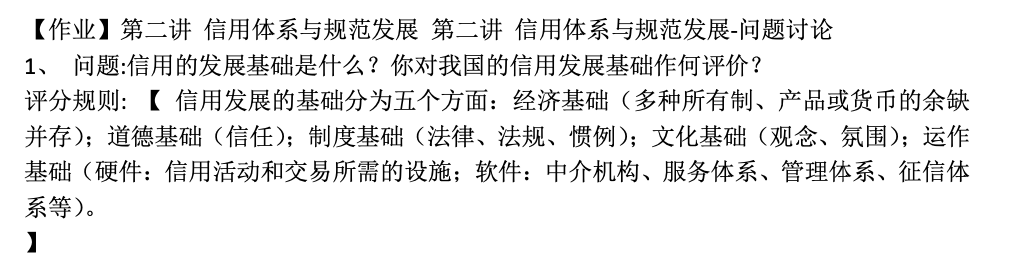 【作业】第二讲 信用体系与规范发展 第二讲 信用体系与规范发展-问题讨论
1、 问题:信用的发展基础是什么？你对我国的信用发展基础作何评价？
评分规则: 【 信用发展的基础分为五个方面：经济基础（多种所有制、产品或货币的余缺
并存）；道德基础（信任）；制度基础（法律、法规、惯例）；文化基础（观念、氛围）；运作
基础（硬件：信用活动和交易所需的设施；软件：中介机构、服务体系、管理体系、征信体
系等）。
】